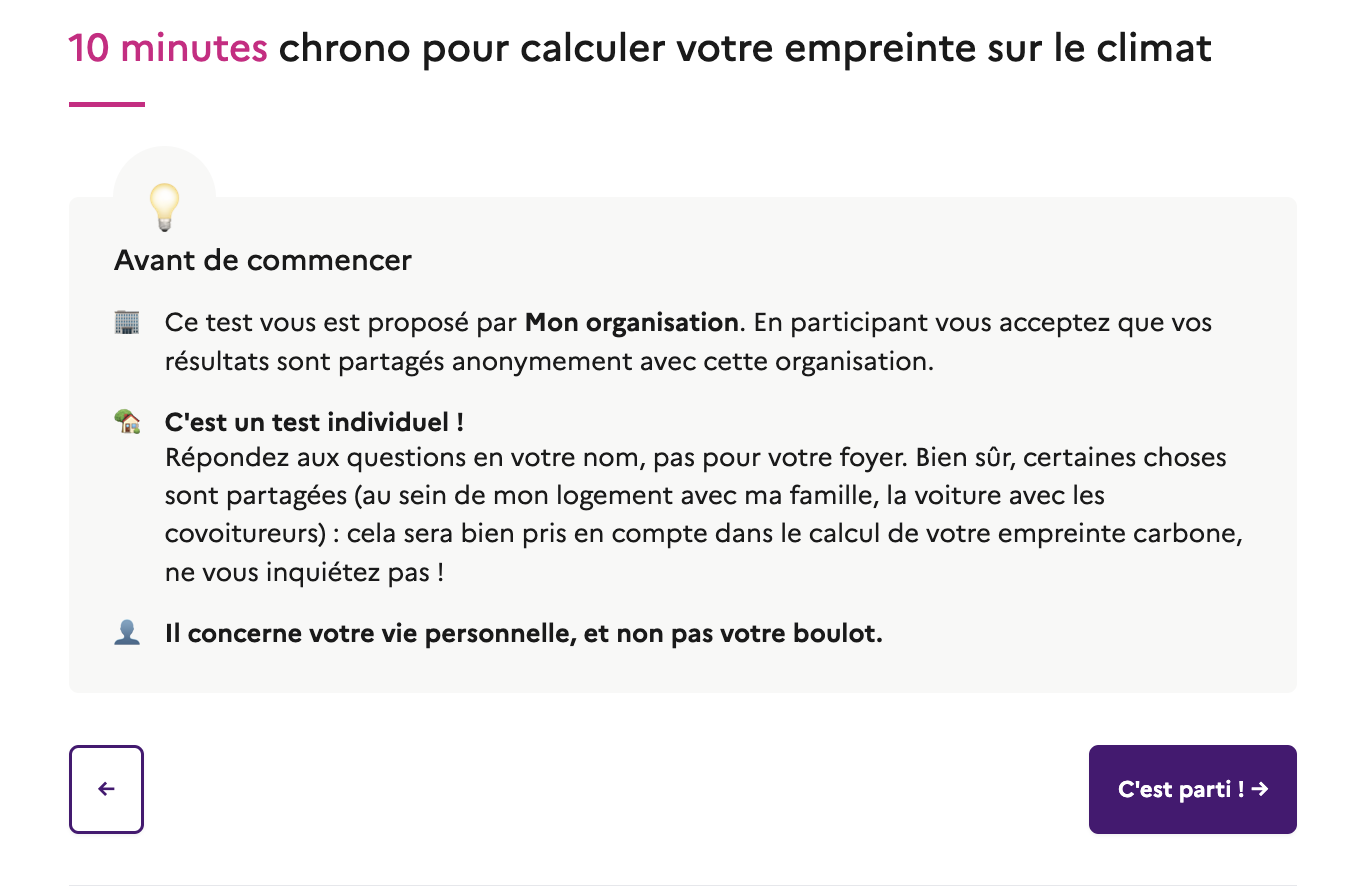 10 minutes chrono pour calculer votre empreinte sur le climat
Avant de commencer
Ce test vous est proposé par Mon organisation. En participant vous acceptez que vos
résultats sont partagés anonymement avec cette organisation.
C'est un test individuel !
Répondez aux questions en votre nom, pas pour votre foyer. Bien sûr, certaines choses
sont partagées (au sein de mon logement avec ma famille, la voiture avec les
covoitureurs) : cela sera bien pris en compte dans le calcul de votre empreinte carbone,
ne vous inquiétez pas !
Il concerne votre vie personnelle, et non pas votre boulot.
←
C'est parti ! →